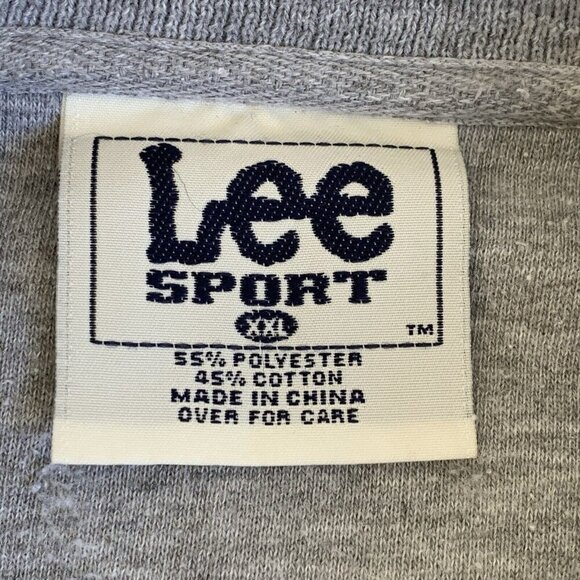 Lee
SPORT
XXL
TM
55% POLYESTER
45% COTTON
MADE IN CHINA
OVER FOR CARE